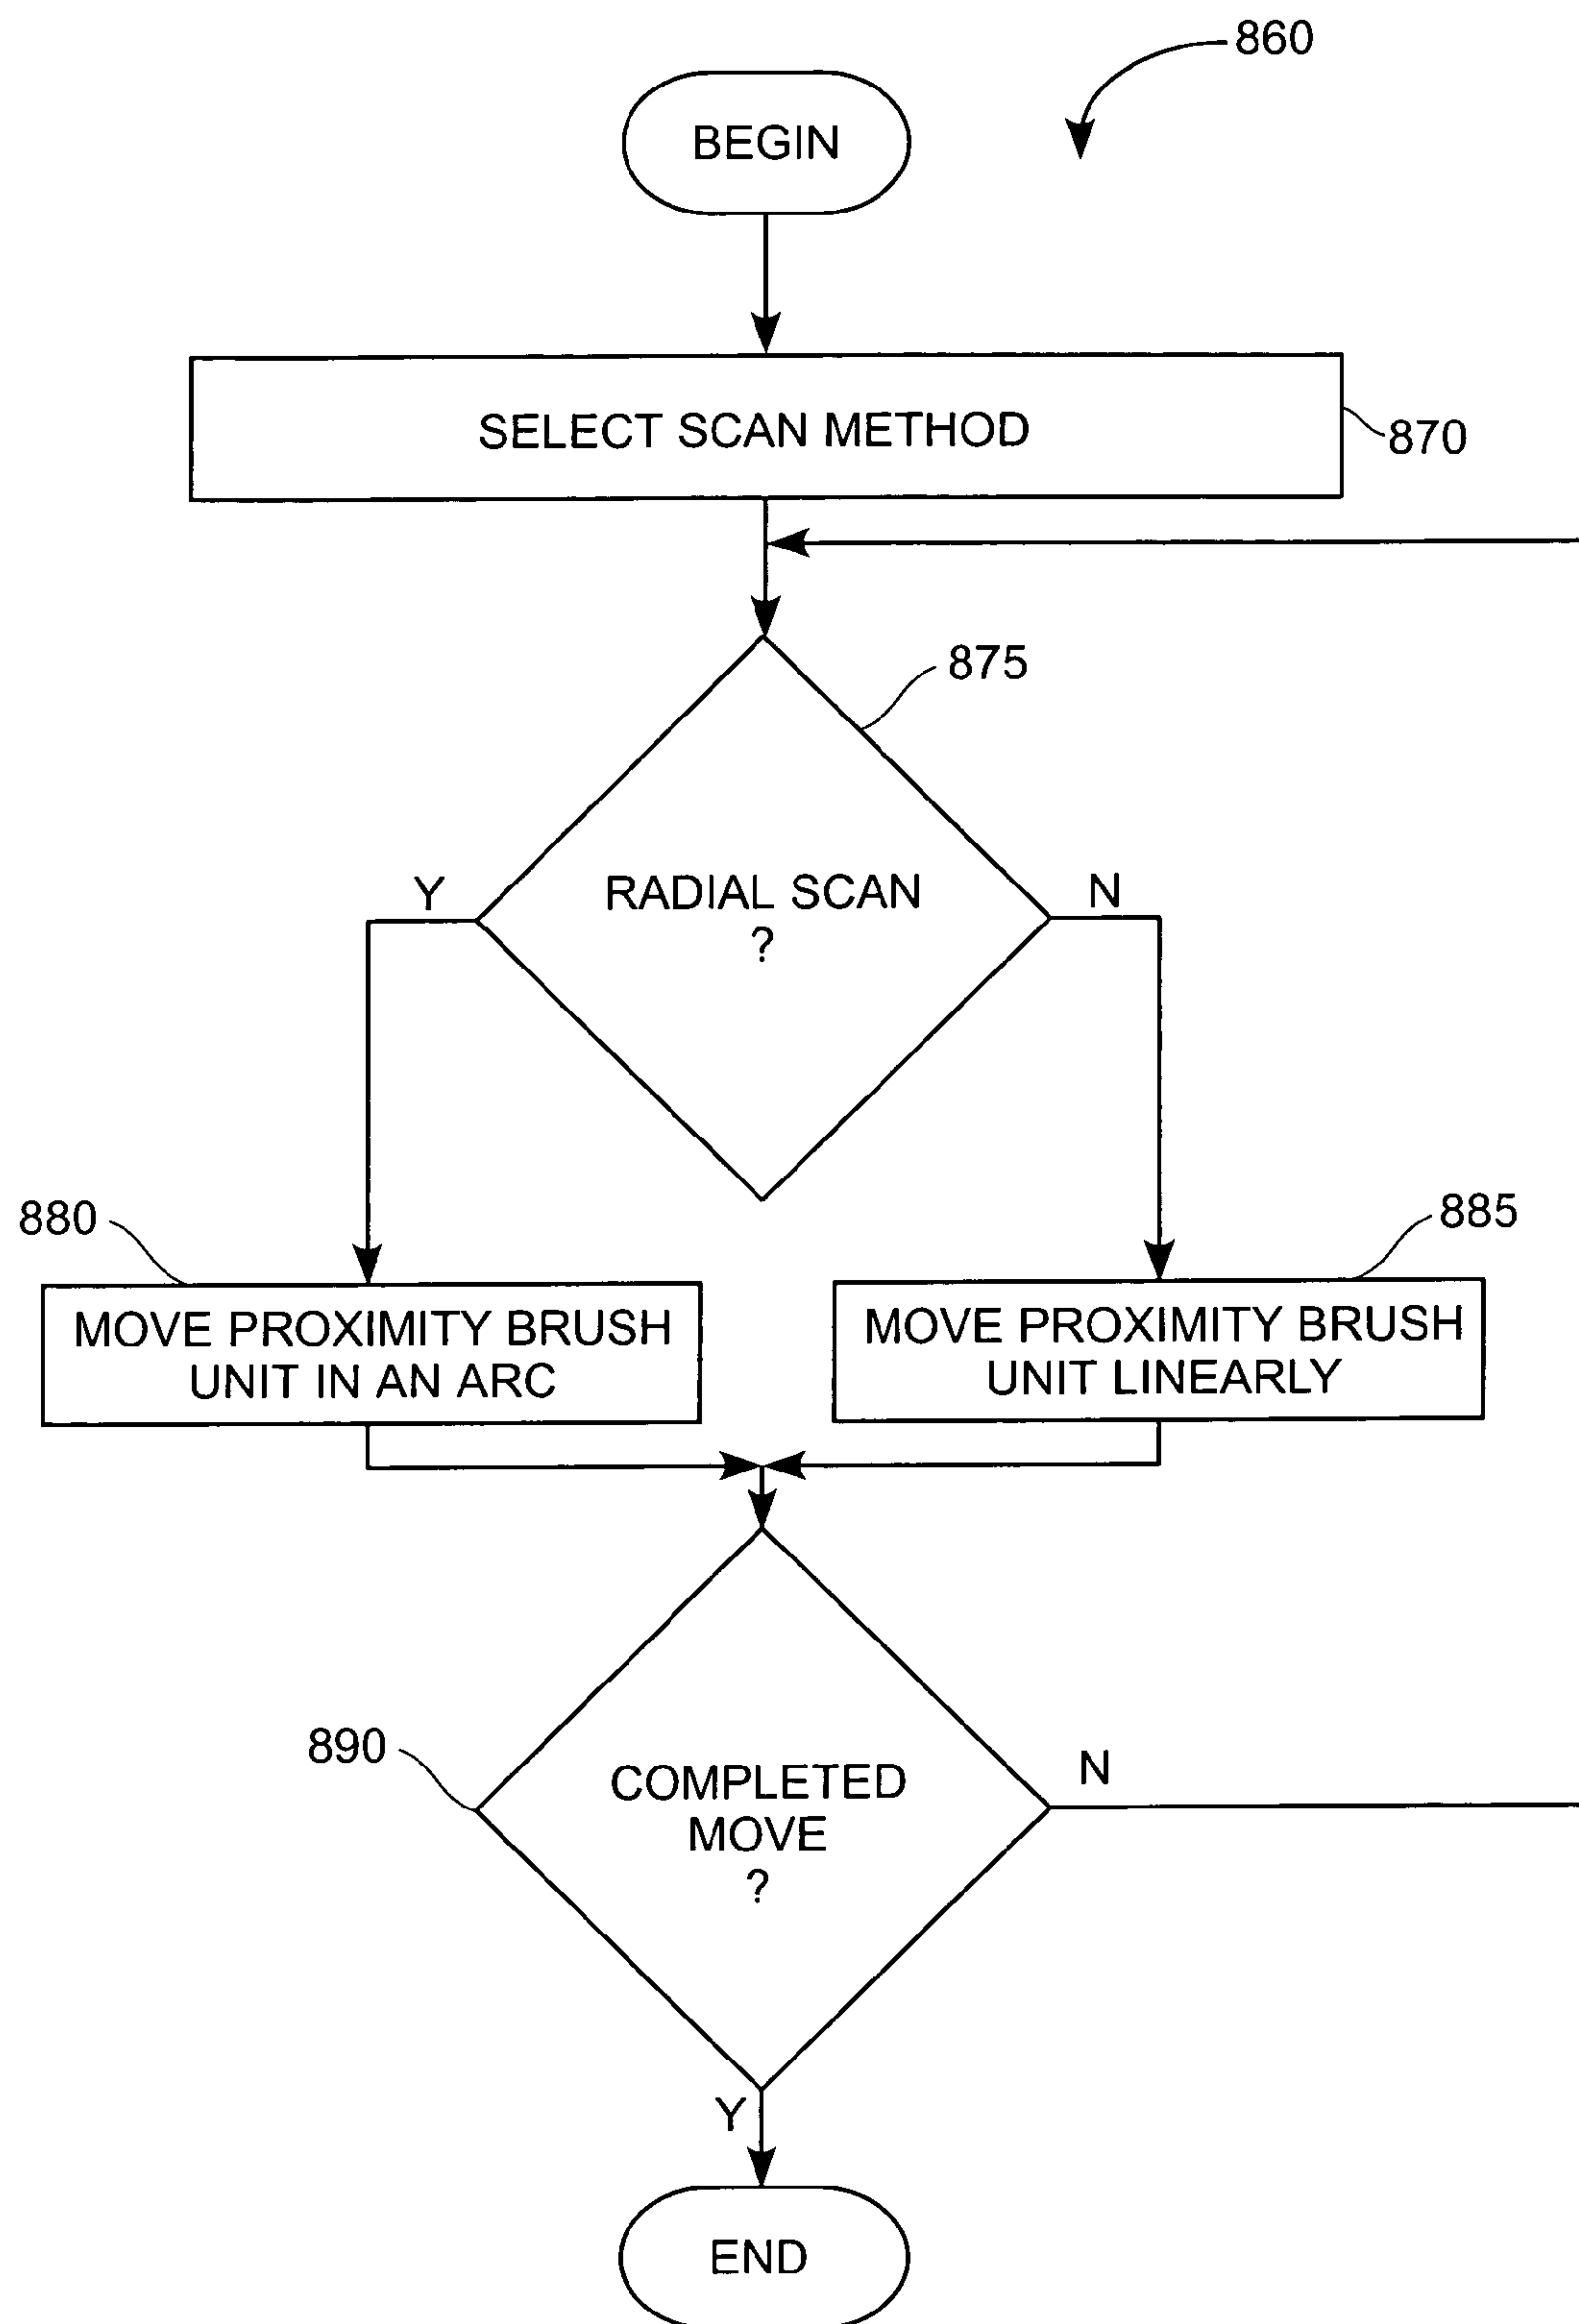 860
BEGIN
SELECT SCAN METHOD
870
875
Y
RADIAL SCAN
?
N
880
885
MOVE PROXIMITY BRUSH
UNIT IN AN ARC
MOVE PROXIMITY BRUSH
UNIT LINEARLY
890
COMPLETED
MOVE
?
N
Y
END